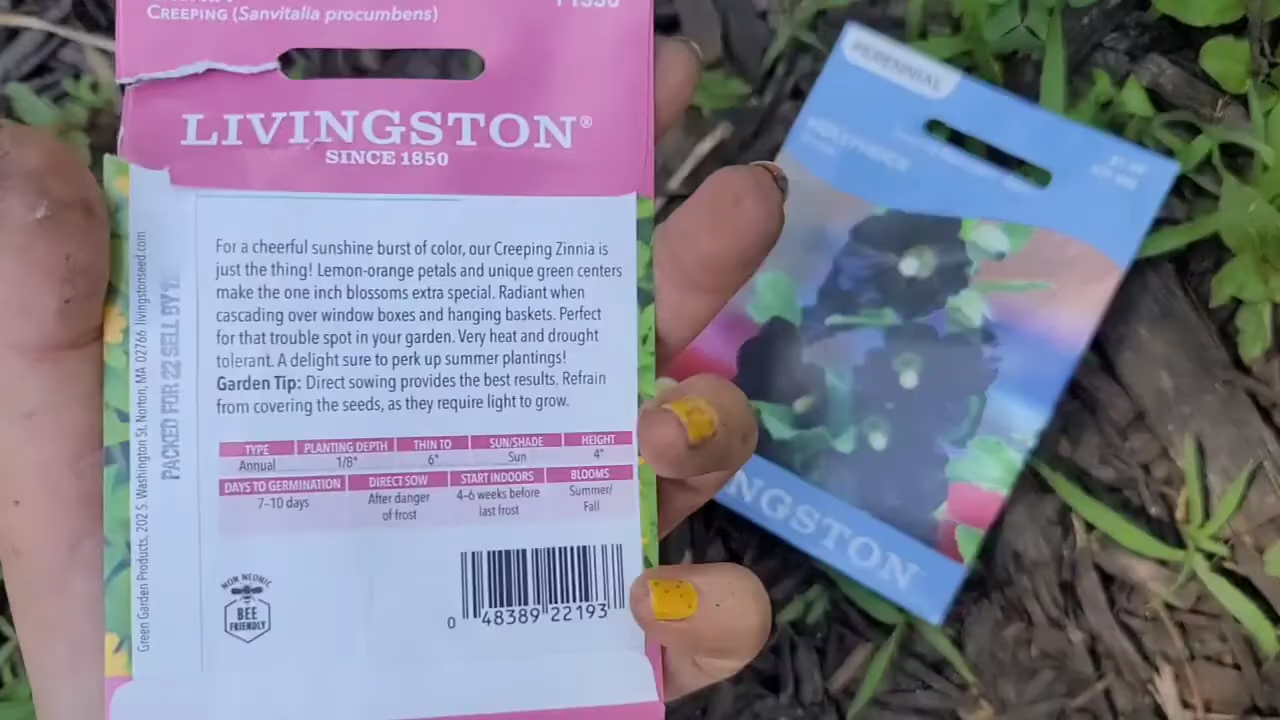 CREEPING (Sanvitalia procumbens)
LIVINGSTON®
SINCE 1850
For a cheerful sunshine burst of color, our Creeping Zinnia is
just the thing! Lemon-orange petals and unique green centers
make the one inch blossoms extra special. Radiant when
cascading over window boxes and hanging baskets. Perfect
for that trouble spot in your garden. Very heat and drought
tolerant. A delight sure to perk up summer plantings!
Garden Tip: Direct sowing provides the best results. Refrain
from covering the seeds, as they require light to grow.
TYPE PLANTING DEPTH THIN TO SUN/SHADE HEIGHT
Annual 1/8" 6" Sun 4"
DAYS TO GERMINATION DIRECT SOW START INDOORS BLOOMS
7-10 days After danger 4-6 weeks before Summer/
of frost last frost Fall
NON NEONIC
BEE
FRIENDLY
0 48389 22193
Green Garden Products, 202 S. Washington St. Norton, MA 02766 livingstonseed.com
PACKED FOR 22 SELL BY
PERENNIAL
HOLLYHOCK
NGSTON